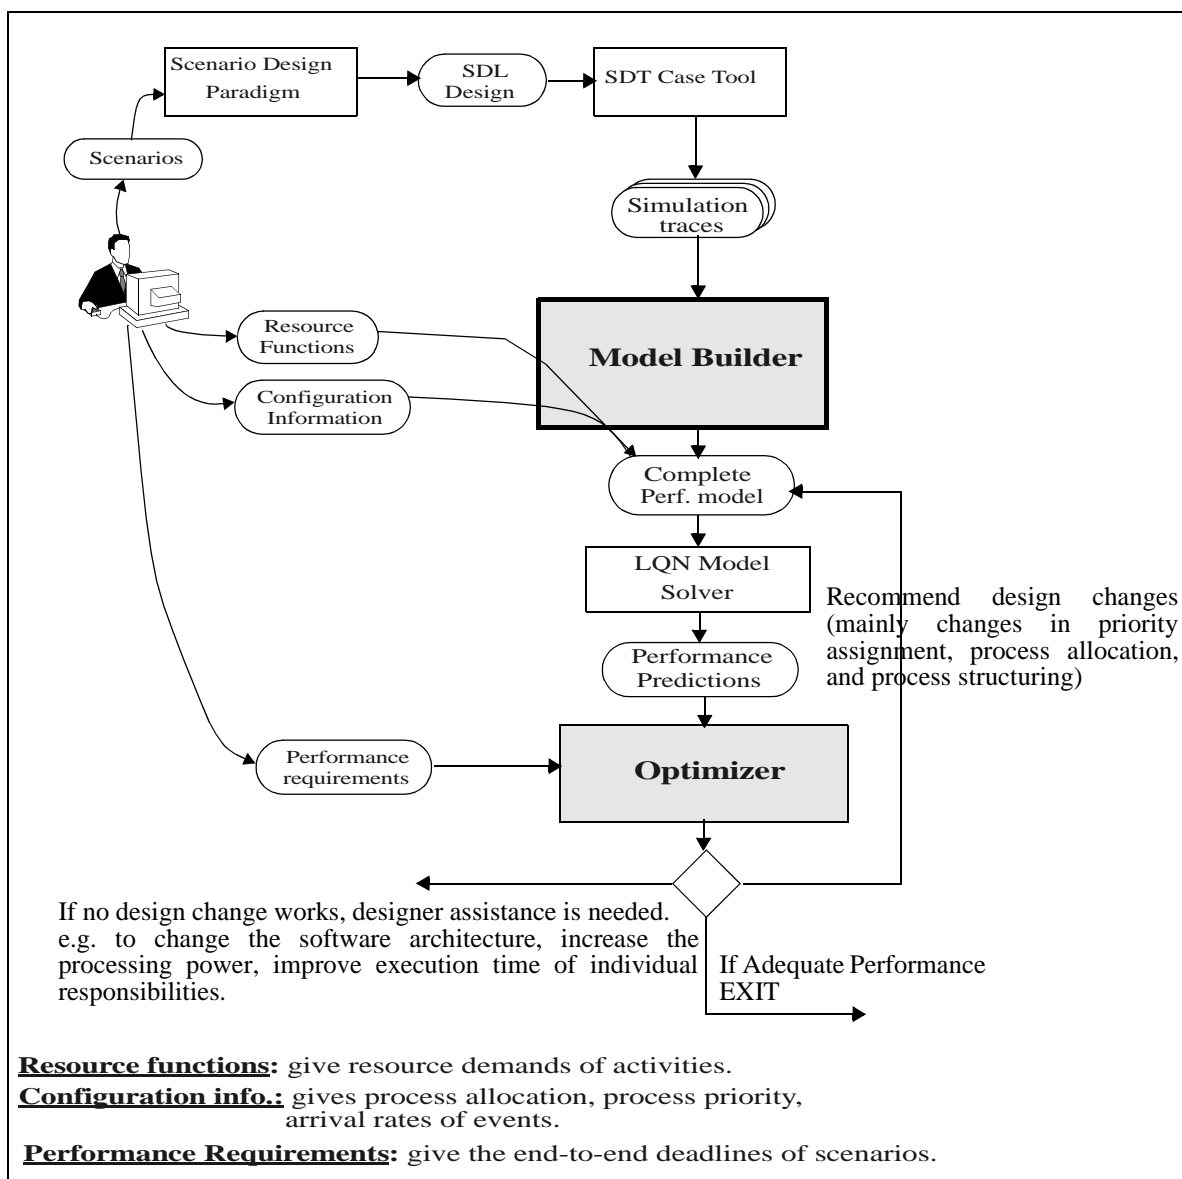 Scenario Design
Paradigm
SDL
Design
SDT Case Tool
Scenarios
Simulation
traces
Resource
Functions
Model Builder
Configuration
Information
Complete
Perf. model
LQN Model
Solver
Recommend design changes
(mainly changes in priority
assignment, process allocation,
and process structuring)
Performance
Predictions
Performance
requirements
Optimizer
If no design change works, designer assistance is needed.
e.g. to change the software architecture, increase the
processing power, improve execution time of individual
responsibilities.
If Adequate Performance
EXIT
Resource functions: give resource demands of activities.
Configuration info.: gives process allocation, process priority,
arrival rates of events.
Performance Requirements: give the end-to-end deadlines of scenarios.